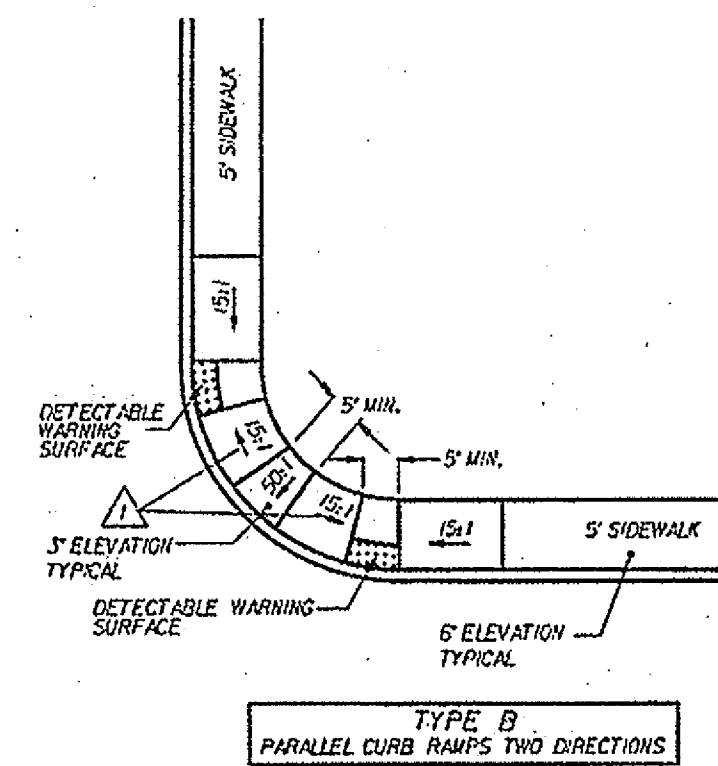 5' SIDEWALK
15:1
DETECTABLE
WARNING
SURFACE
5' MIN.
15:1
50:1
5' MIN.
15:1
1
15:1
5' SIDEWALK
3" ELEVATION
TYPICAL
DETECTABLE WARNING
SURFACE
6" ELEVATION
TYPICAL
TYPE B
PARALLEL CURB RAMPS TWO DIRECTIONS